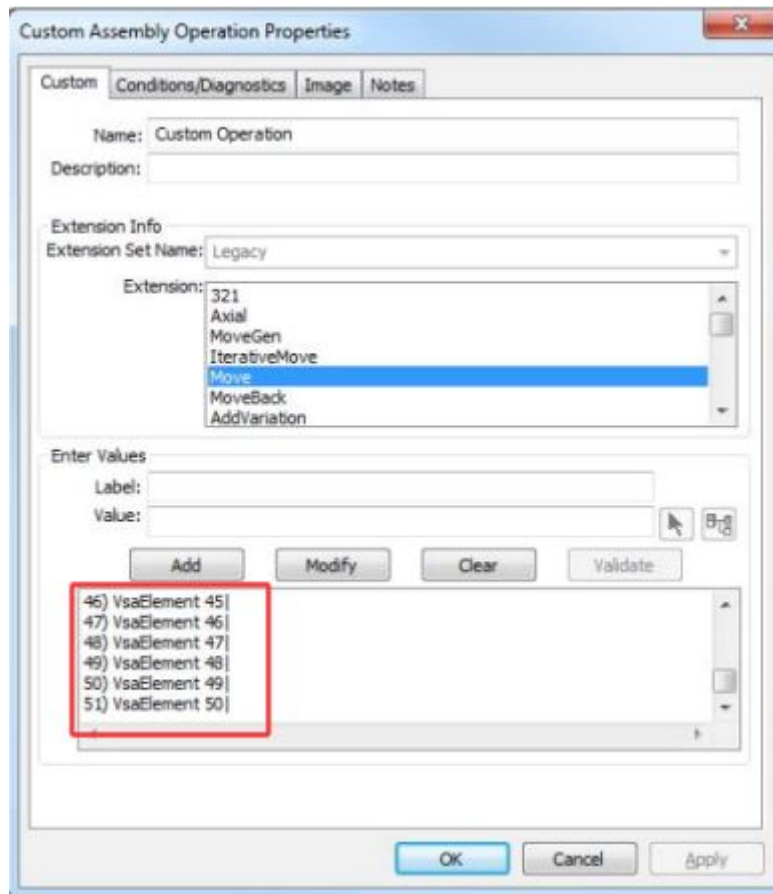 Custom Assembly Operation Properties
Custom Conditions/Diagnostics Image Notes
Name: Custom Operation
Description:
Extension Info
Extension Set Name: Legacy
Extension: 321
Axial
MoveGen
IterativeMove
Move
MoveBack
AddVariation
Enter Values
Label:
Value:
Add Modify Clear Validate
46) VsaElement 45|
47) VsaElement 46|
48) VsaElement 47|
49) VsaElement 48|
50) VsaElement 49|
51) VsaElement 50|
OK Cancel Apply